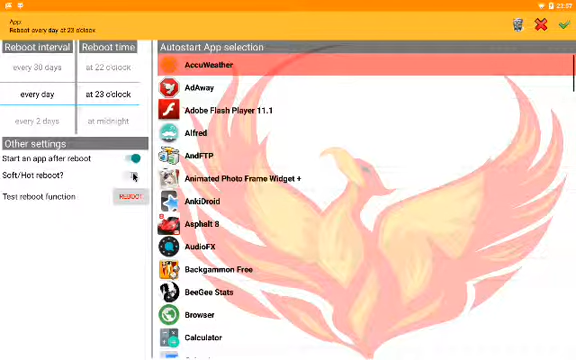 23:37
App
Reboot every day at 23 o'clock
Reboot interval
Reboot time
Autostart App selection
every 30 days
at 22 o'clock
every day
at 23 o'clock
every 2 days
at midnight
Other settings
Start an app after reboot
Soft/Hot reboot?
Test reboot function
REBOOT
AccuWeather
AdAway
Adobe Flash Player 11.1
Alfred
AndFTP
Animated Photo Frame Widget +
AnkiDroid
Asphalt 8
AudioFX
Backgammon Free
BeeGee Stats
Browser
Calculator